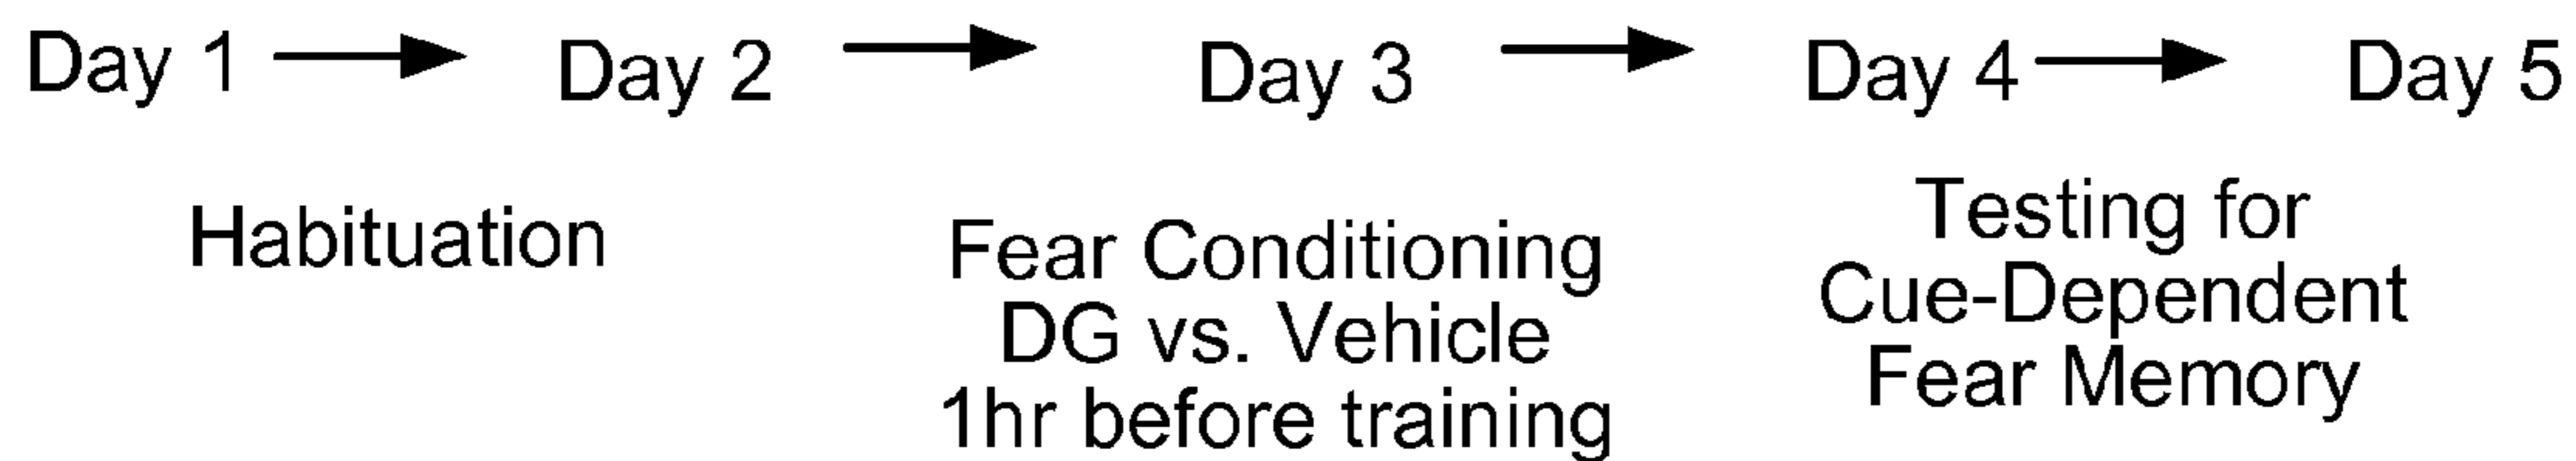 Day 1 Day 2 Day 3 Day 4 Day 5
Habituation
Fear Conditioning
DG vs. Vehicle
1hr before training
Testing for
Cue-Dependent
Fear Memory